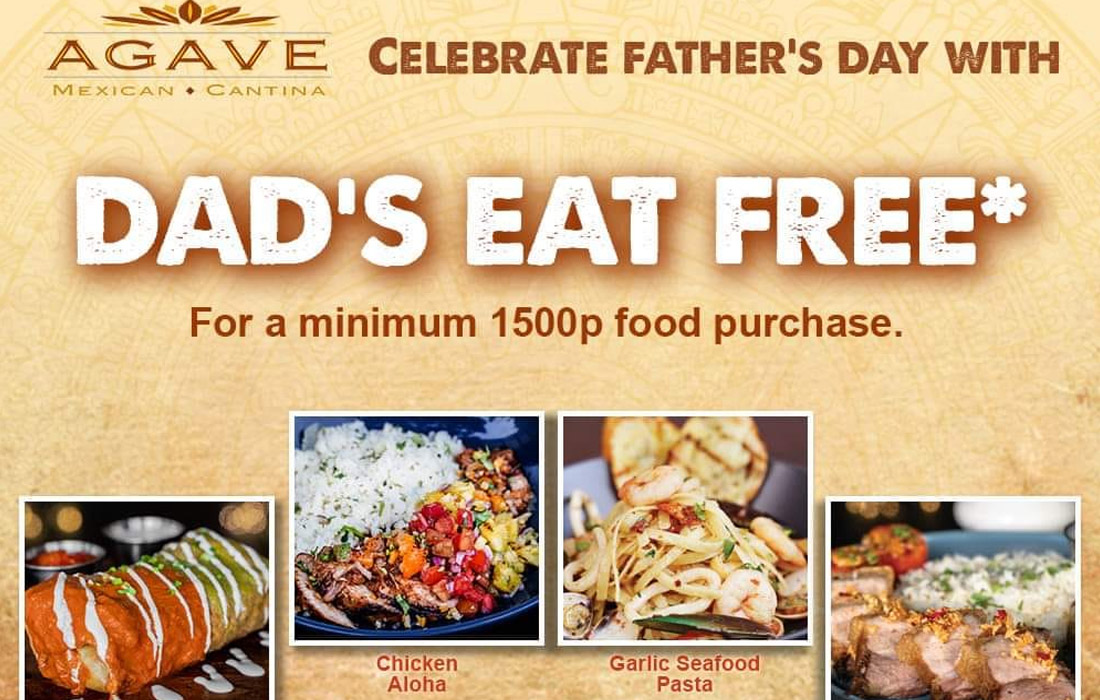 AGAVE
MEXICAN ♦ CANTINA
CELEBRATE FATHER'S DAY WITH
DAD'S EAT FREE*
For a minimum 1500p food purchase.
Chicken
Aloha
Garlic Seafood
Pasta